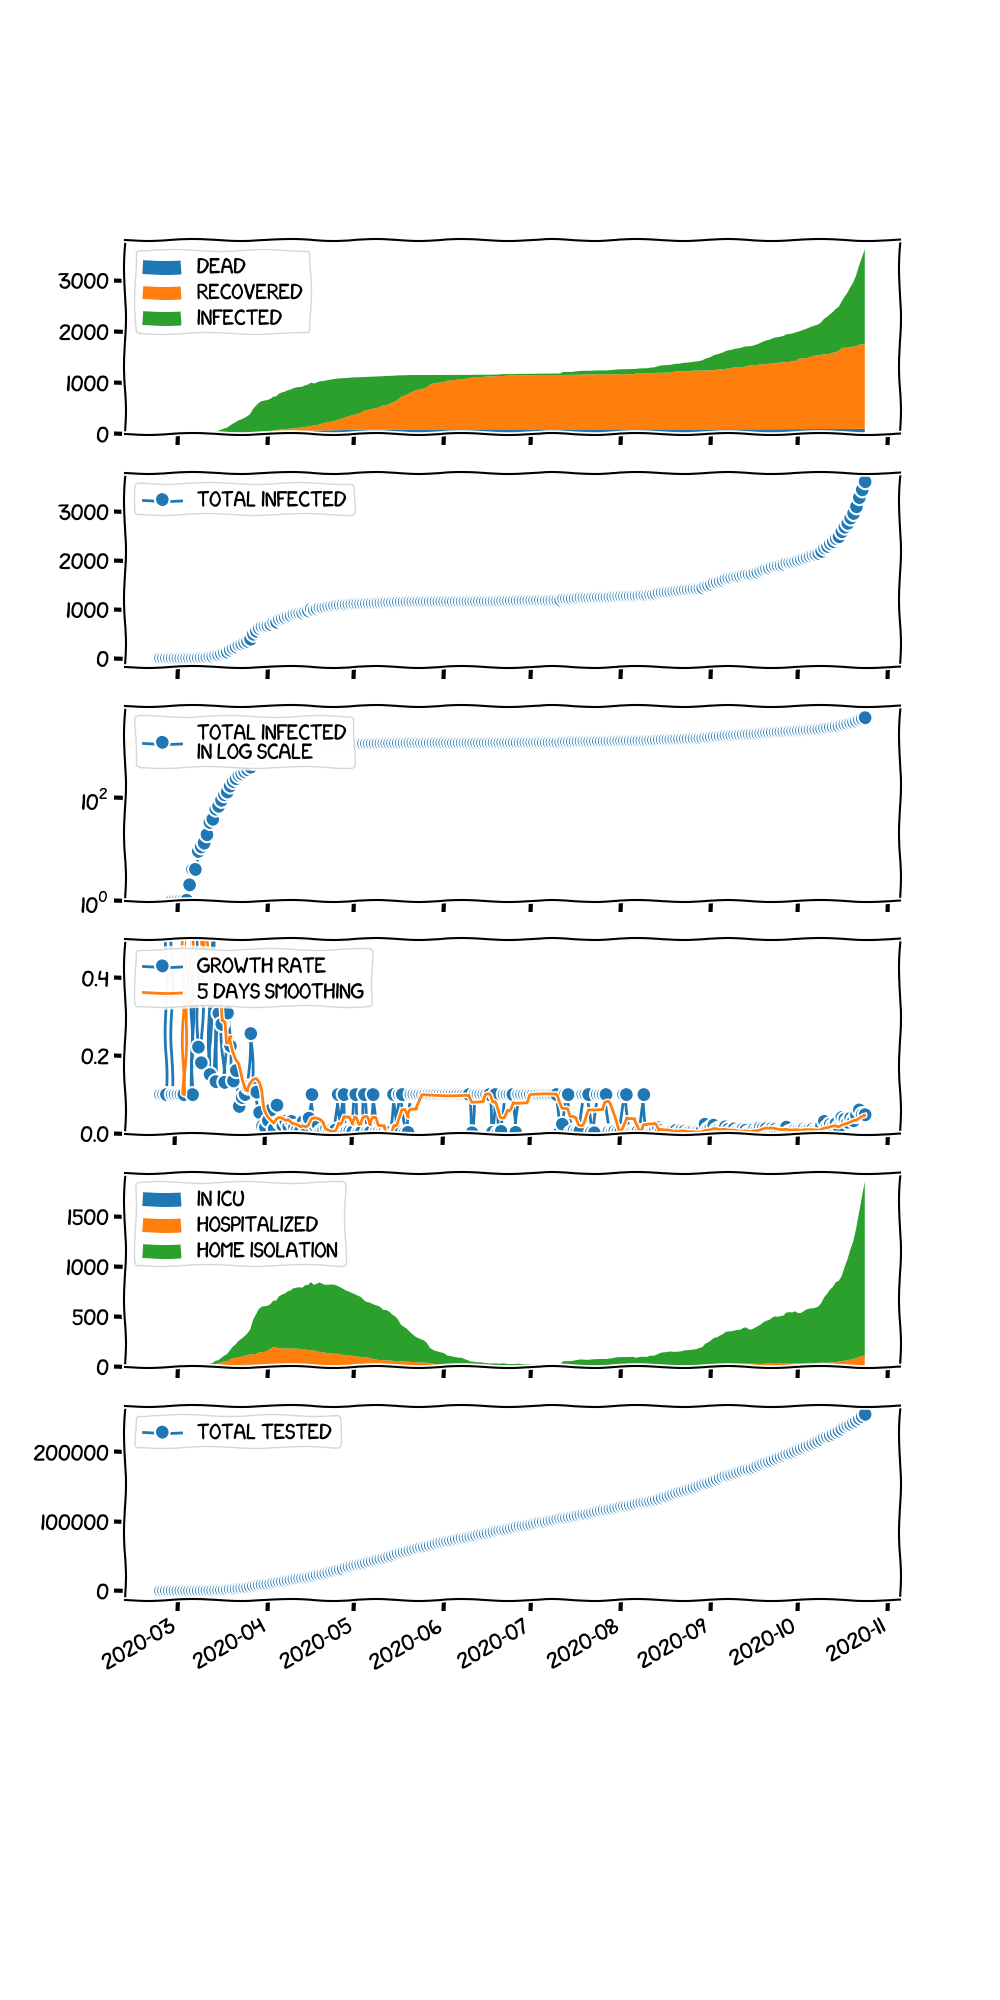 DEAD
RECOVERED
INFECTED
3000
2000
1000
0
TOTAL INFECTED
3000
2000
1000
0
TOTAL INFECTED
IN LOG SCALE
10²
10⁰
GROWTH RATE
5 DAYS SMOOTHING
0.4
0.2
0.0
IN ICU
HOSPITALIZED
HOME ISOLATION
1500
1000
500
0
TOTAL TESTED
200000
100000
0
2020-03 2020-04 2020-05 2020-06 2020-07 2020-08 2020-09 2020-10 2020-11